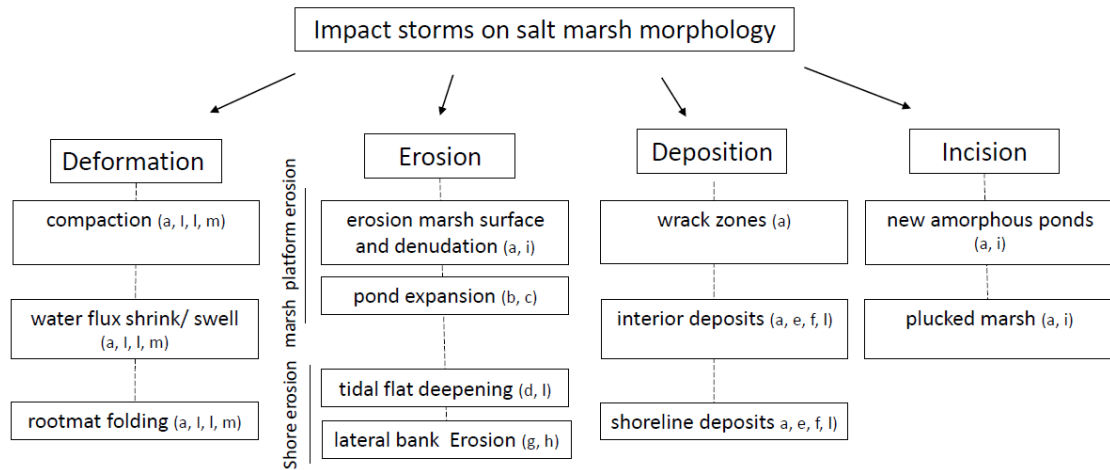 Impact storms on salt marsh morphology
Deformation
compaction (a, I, l, m)
water flux shrink/ swell
(a, I, l, m)
rootmat folding (a, I, l, m)
marsh platform erosion
Shore erosion
Erosion
erosion marsh surface
and denudation (a, i)
pond expansion (b, c)
tidal flat deepening (d, l)
lateral bank Erosion (g, h)
Deposition
wrack zones (a)
interior deposits (a, e, f, l)
shoreline deposits a, e, f, l)
Incision
new amorphous ponds
(a, i)
plucked marsh (a, i)